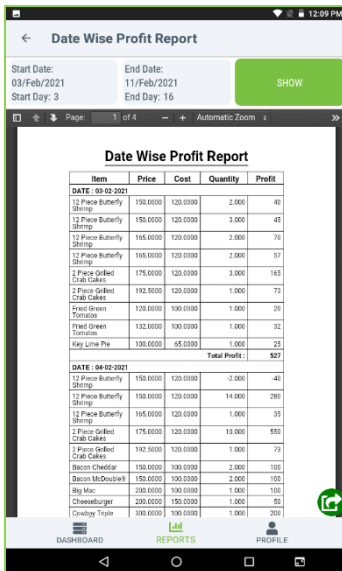 12:09 PM
Date Wise Profit Report
Start Date:
03/Feb/2021
Start Day: 3
End Date:
11/Feb/2021
End Day: 16
SHOW
Page: 1 of 4 − + Automatic Zoom
Date Wise Profit Report
Item Price Cost Quantity Profit
DATE : 03-02-2021
12 Piece Butterfly Shrimp 150.0000 120.0000 2.000 40
12 Piece Butterfly Shrimp 150.0000 120.0000 3.000 45
12 Piece Butterfly Shrimp 165.0000 120.0000 2.000 70
12 Piece Butterfly Shrimp 165.0000 120.0000 2.000 57
2 Piece Grilled Crab Cakes 175.0000 120.0000 3.000 165
2 Piece Grilled Crab Cakes 192.5000 120.0000 1.000 73
Fried Green Tomatos 120.0000 100.0000 1.000 20
Fried Green Tomatos 132.0000 100.0000 1.000 32
Key Lime Pie 100.0000 65.0000 1.000 25
Total Profit : 527
DATE : 04-02-2021
12 Piece Butterfly Shrimp 150.0000 120.0000 -2.000 -40
12 Piece Butterfly Shrimp 150.0000 120.0000 14.000 280
12 Piece Butterfly Shrimp 165.0000 120.0000 1.000 35
2 Piece Grilled Crab Cakes 175.0000 120.0000 10.000 550
2 Piece Grilled Crab Cakes 192.5000 120.0000 1.000 73
Bacon Cheddar 150.0000 100.0000 2.000 100
Bacon McDouble® 150.0000 100.0000 2.000 100
Big Mac 200.0000 100.0000 1.000 100
Cheeseburger 200.0000 150.0000 1.000 50
Cowboy Triple 300.0000 100.0000 1.000 200
DASHBOARD
REPORTS
PROFILE